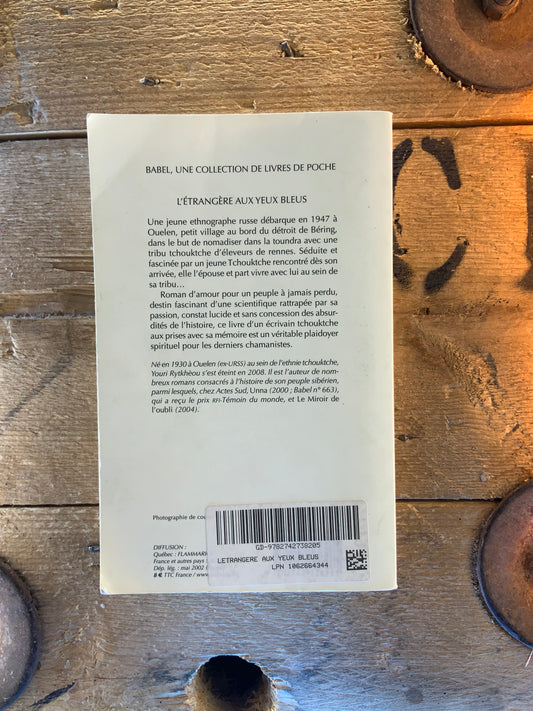 BABEL, UNE COLLECTION DE LIVRES DE POCHE
L'ÉTRANGÈRE AUX YEUX BLEUS
Une jeune ethnographe russe débarque en 1947 à
Ouelen, petit village au bord du détroit de Béring,
dans le but de nomadiser dans la toundra avec une
tribu tchouktche d'éleveurs de rennes. Séduite et
fascinée par un jeune Tchouktche rencontré dès son
arrivée, elle l'épouse et part vivre avec lui au sein de
sa tribu…
Roman d'amour pour un peuple à jamais perdu,
destin fascinant d'une scientifique rattrapée par sa
passion, constat lucide et sans concession des absur-
dités de l'histoire, ce livre d'un écrivain tchouktche
aux prises avec sa mémoire est un véritable plaidoyer
spirituel pour les derniers chamanistes.
Né en 1930 à Ouelen (ex-URSS) au sein de l'ethnie tchouktche,
Youri Rytkhèou s'est éteint en 2008. Il est l'auteur de nom-
breux romans consacrés à l'histoire de son peuple sibérien,
parmi lesquels, chez Actes Sud, Unna (2000 ; Babel n° 663),
qui a reçu le prix RFI-Témoin du monde, et Le Miroir de
l'oubli (2004).
Photographie de cou
DIFFUSION :
Québec : FLAMMARI
France et autres pays
Dép. lég. : mai 2002
8 € TTC France / www.
GD-9782742738205
LETRANGERE AUX YEUX BLEUS
LPN 1062664344
C